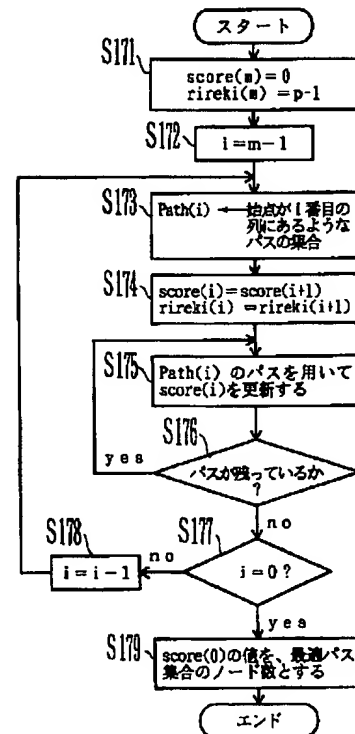 スタート
S171
score(m)=0
rireki(m) =p-1
S172
i=m-1
S173
Path(i) ← 始点がi番目の
列にあるような
パスの集合
S174
score(i)=score(i+1)
rireki(i) =rireki(i+1)
S175
Path(i) のパスを用いて
score(i)を更新する
S176
yes
パスが残っているか
?
no
S177
S178
no
i=i-1
i=0?
yes
S179
score(0)の値を、最適パス
集合のノード数とする
エンド